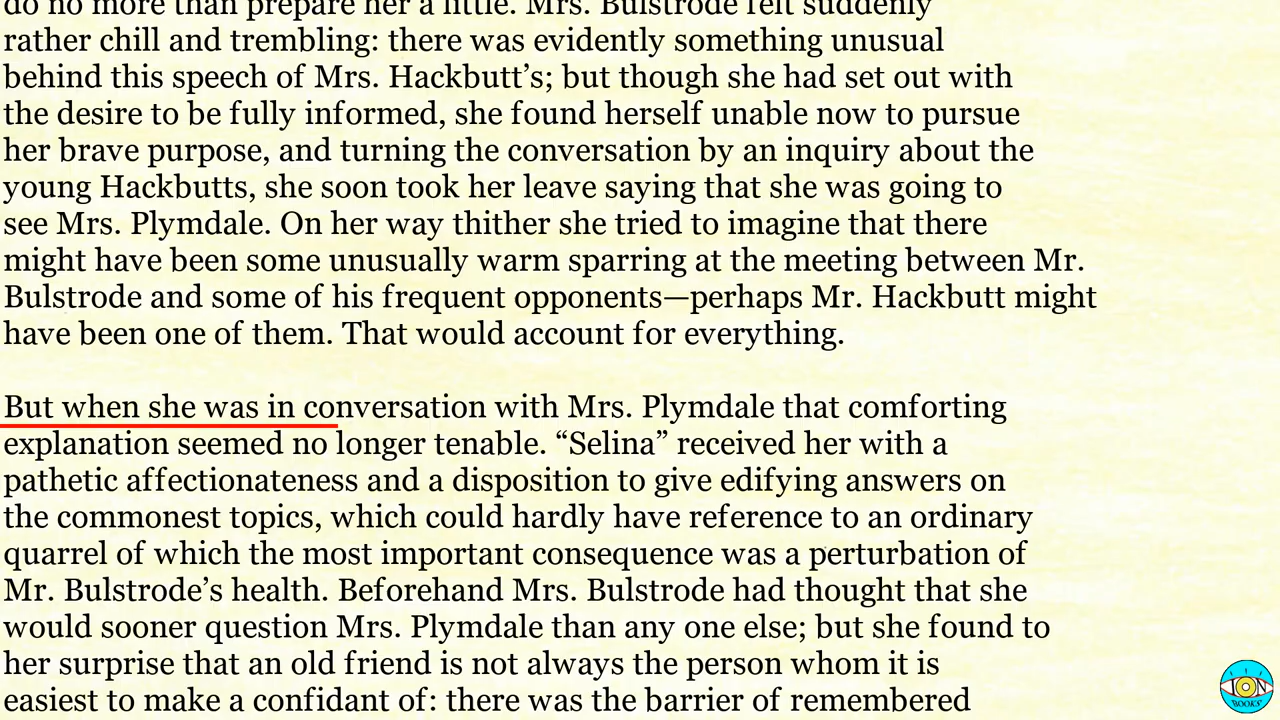 do no more than prepare her a little. Mrs. Bulstrode felt suddenly
rather chill and trembling: there was evidently something unusual
behind this speech of Mrs. Hackbutt’s; but though she had set out with
the desire to be fully informed, she found herself unable now to pursue
her brave purpose, and turning the conversation by an inquiry about the
young Hackbutts, she soon took her leave saying that she was going to
see Mrs. Plymdale. On her way thither she tried to imagine that there
might have been some unusually warm sparring at the meeting between Mr.
Bulstrode and some of his frequent opponents—perhaps Mr. Hackbutt might
have been one of them. That would account for everything.
But when she was in conversation with Mrs. Plymdale that comforting
explanation seemed no longer tenable. “Selina” received her with a
pathetic affectionateness and a disposition to give edifying answers on
the commonest topics, which could hardly have reference to an ordinary
quarrel of which the most important consequence was a perturbation of
Mr. Bulstrode’s health. Beforehand Mrs. Bulstrode had thought that she
would sooner question Mrs. Plymdale than any one else; but she found to
her surprise that an old friend is not always the person whom it is
easiest to make a confidant of: there was the barrier of remembered
ION
BOOKS